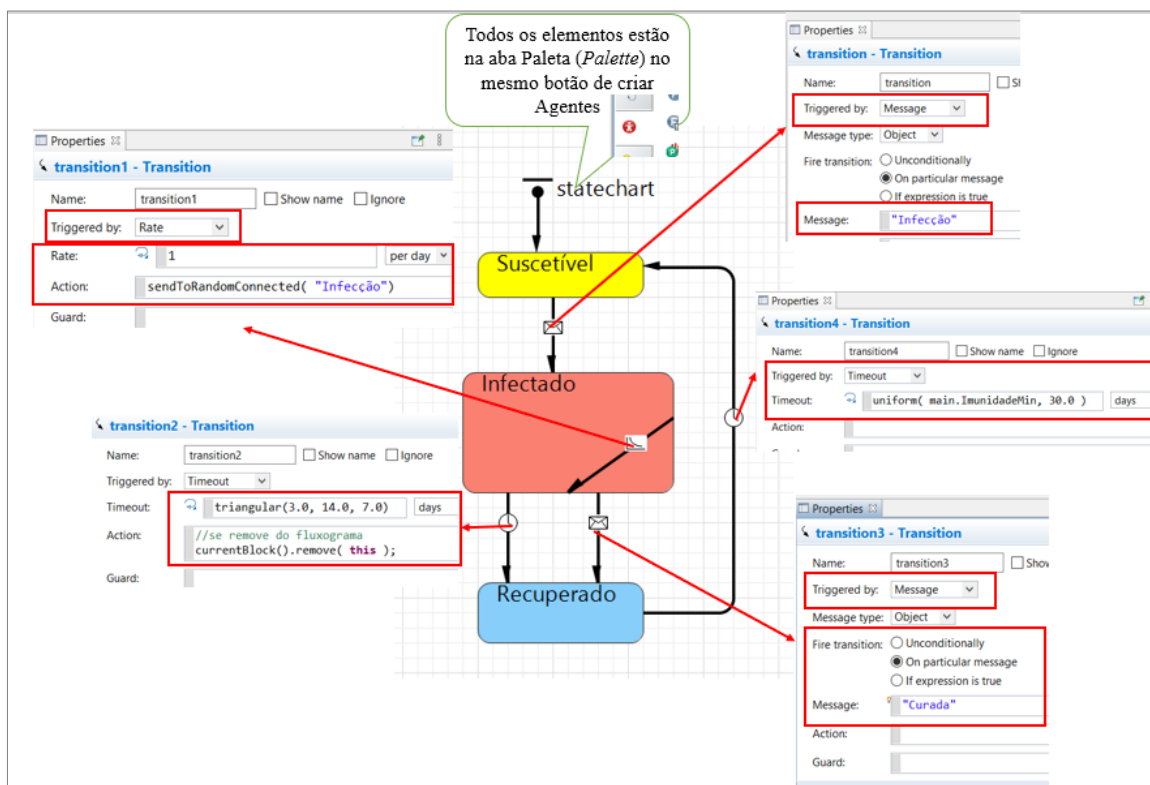 Todos os elementos estão
na aba Paleta (Palette) no
mesmo botão de criar
Agentes
Properties
transition - Transition
Name: transition
Triggered by: Message
Message type: Object
Fire transition: Unconditionally
On particular message
If expression is true
Message: "Infecção"
Properties
transition1 - Transition
Name: transition1 Show name Ignore
Triggered by: Rate
Rate: 1 per day
Action: sendToRandomConnected( "Infecção")
Guard:
statechart
Suscetível
Infectado
Recuperado
Properties
transition4 - Transition
Name: transition4 Show name Ignore
Triggered by: Timeout
Timeout: uniform( main.ImunidadeMin, 30.0 ) days
Action:
transition2 - Transition
Name: transition2 Show name Ignore
Triggered by: Timeout
Timeout: triangular(3.0, 14.0, 7.0) days
Action: //se remove do fluxograma
currentBlock().remove( this );
Guard:
Properties
transition3 - Transition
Name: transition3 Show
Triggered by: Message
Message type: Object
Fire transition: Unconditionally
On particular message
If expression is true
Message: "Curada"
Action:
Guard: